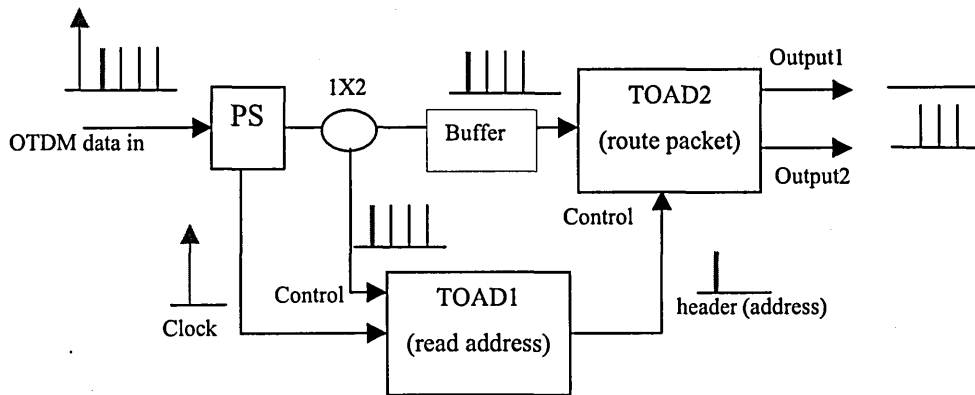 Output1
1X2
PS
TOAD2
(route packet)
Buffer
OTDM data in
Output2
Control
Clock
Control
TOAD1
(read address)
header (address)